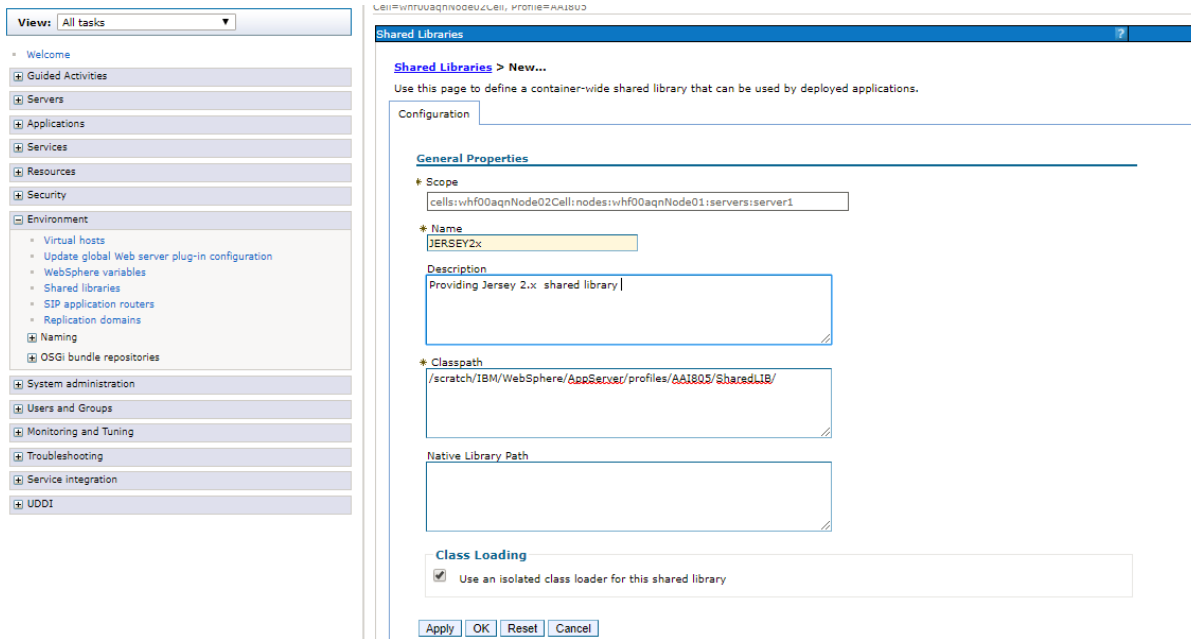 Cell=whf00aqnNode02Cell, Profile=AAI805
View: All tasks
Welcome
Guided Activities
Servers
Applications
Services
Resources
Security
Environment
Virtual hosts
Update global Web server plug-in configuration
WebSphere variables
Shared libraries
SIP application routers
Replication domains
Naming
OSGi bundle repositories
System administration
Users and Groups
Monitoring and Tuning
Troubleshooting
Service integration
UDDI
Shared Libraries ?
Shared Libraries > New...
Use this page to define a container-wide shared library that can be used by deployed applications.
Configuration
General Properties
* Scope
cells:whf00aqnNode02Cell:nodes:whf00aqnNode01:servers:server1
* Name
JERSEY2x
Description
Providing Jersey 2.x  shared library
* Classpath
/scratch/IBM/WebSphere/AppServer/profiles/AAI805/SharedLIB/
Native Library Path
Class Loading
Use an isolated class loader for this shared library
Apply OK Reset Cancel